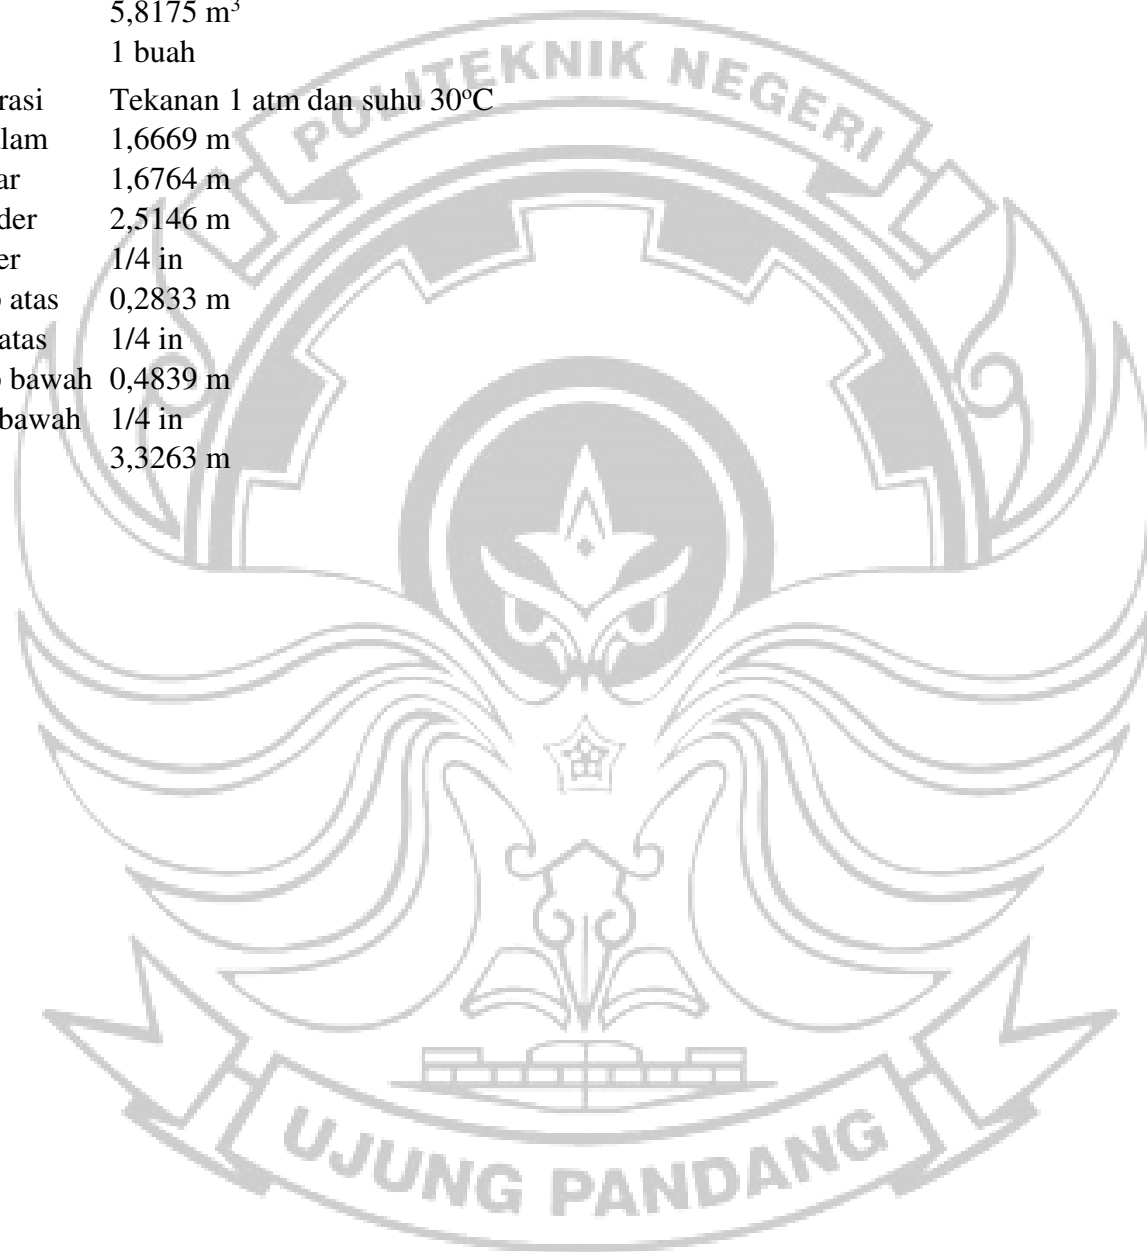 5,8175 m³
1 buah
rasi Tekanan 1 atm dan suhu 30ºC
lam 1,6669 m
ar 1,6764 m
der 2,5146 m
er 1/4 in
atas 0,2833 m
atas 1/4 in
bawah 0,4839 m
bawah 1/4 in
3,3263 m
POLITEKNIK NEGERI
UJUNG PANDANG